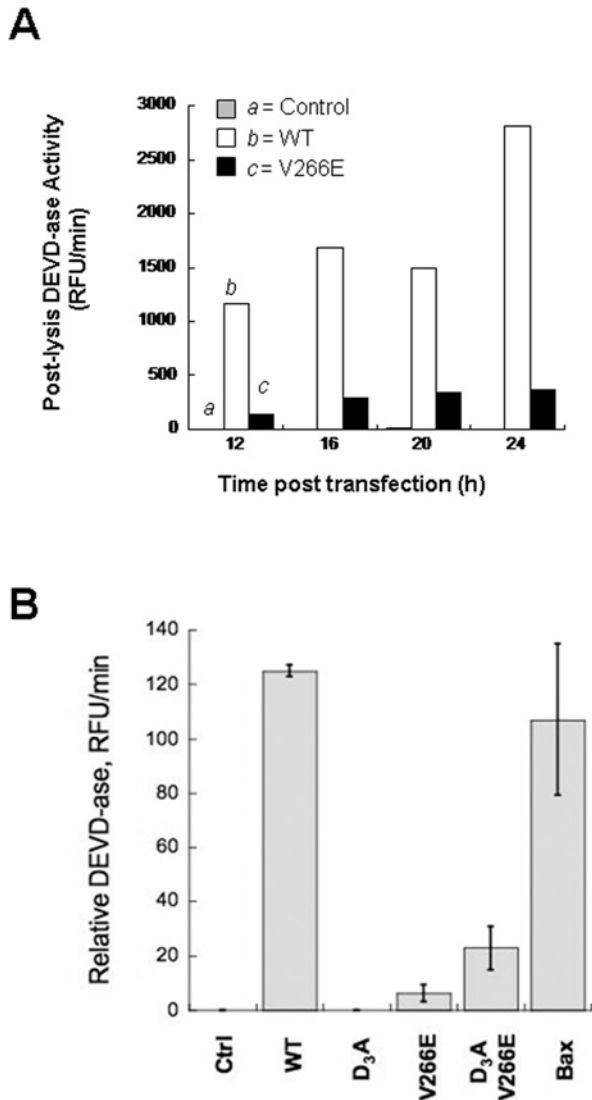 A
Post-lysis DEVD-ase Activity
(RFU/min)
3000
2500
2000
1500
1000
500
0
a = Control
b = WT
c = V266E
a
b
c
12
16
20
24
Time post transfection (h)
B
Relative DEVD-ase, RFU/min
140
120
100
80
60
40
20
0
Ctrl
WT
D₃A
V266E
D₃A
V266E
Bax